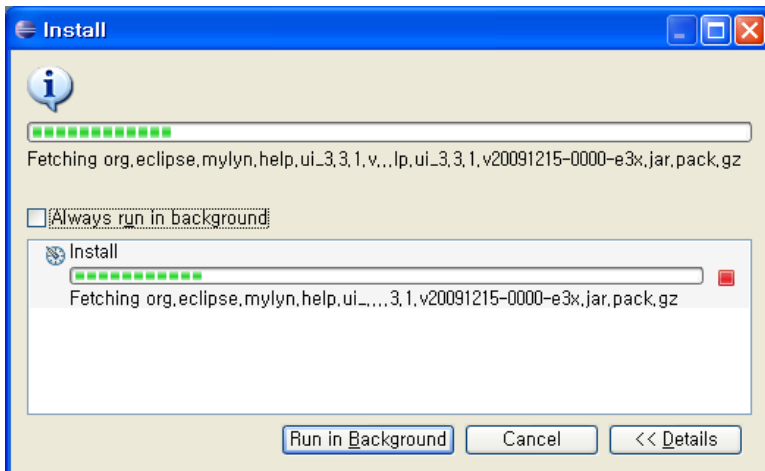 Install
Fetching org,eclipse,mylyn,help,ui_3,3,1,v,,,lp,ui_3,3,1,v20091215-0000-e3x,jar,pack,gz
Always run in background
Install
Fetching org,eclipse,mylyn,help,ui_,,,,3,1,v20091215-0000-e3x,jar,pack,gz
Run in Background
Cancel
<< Details